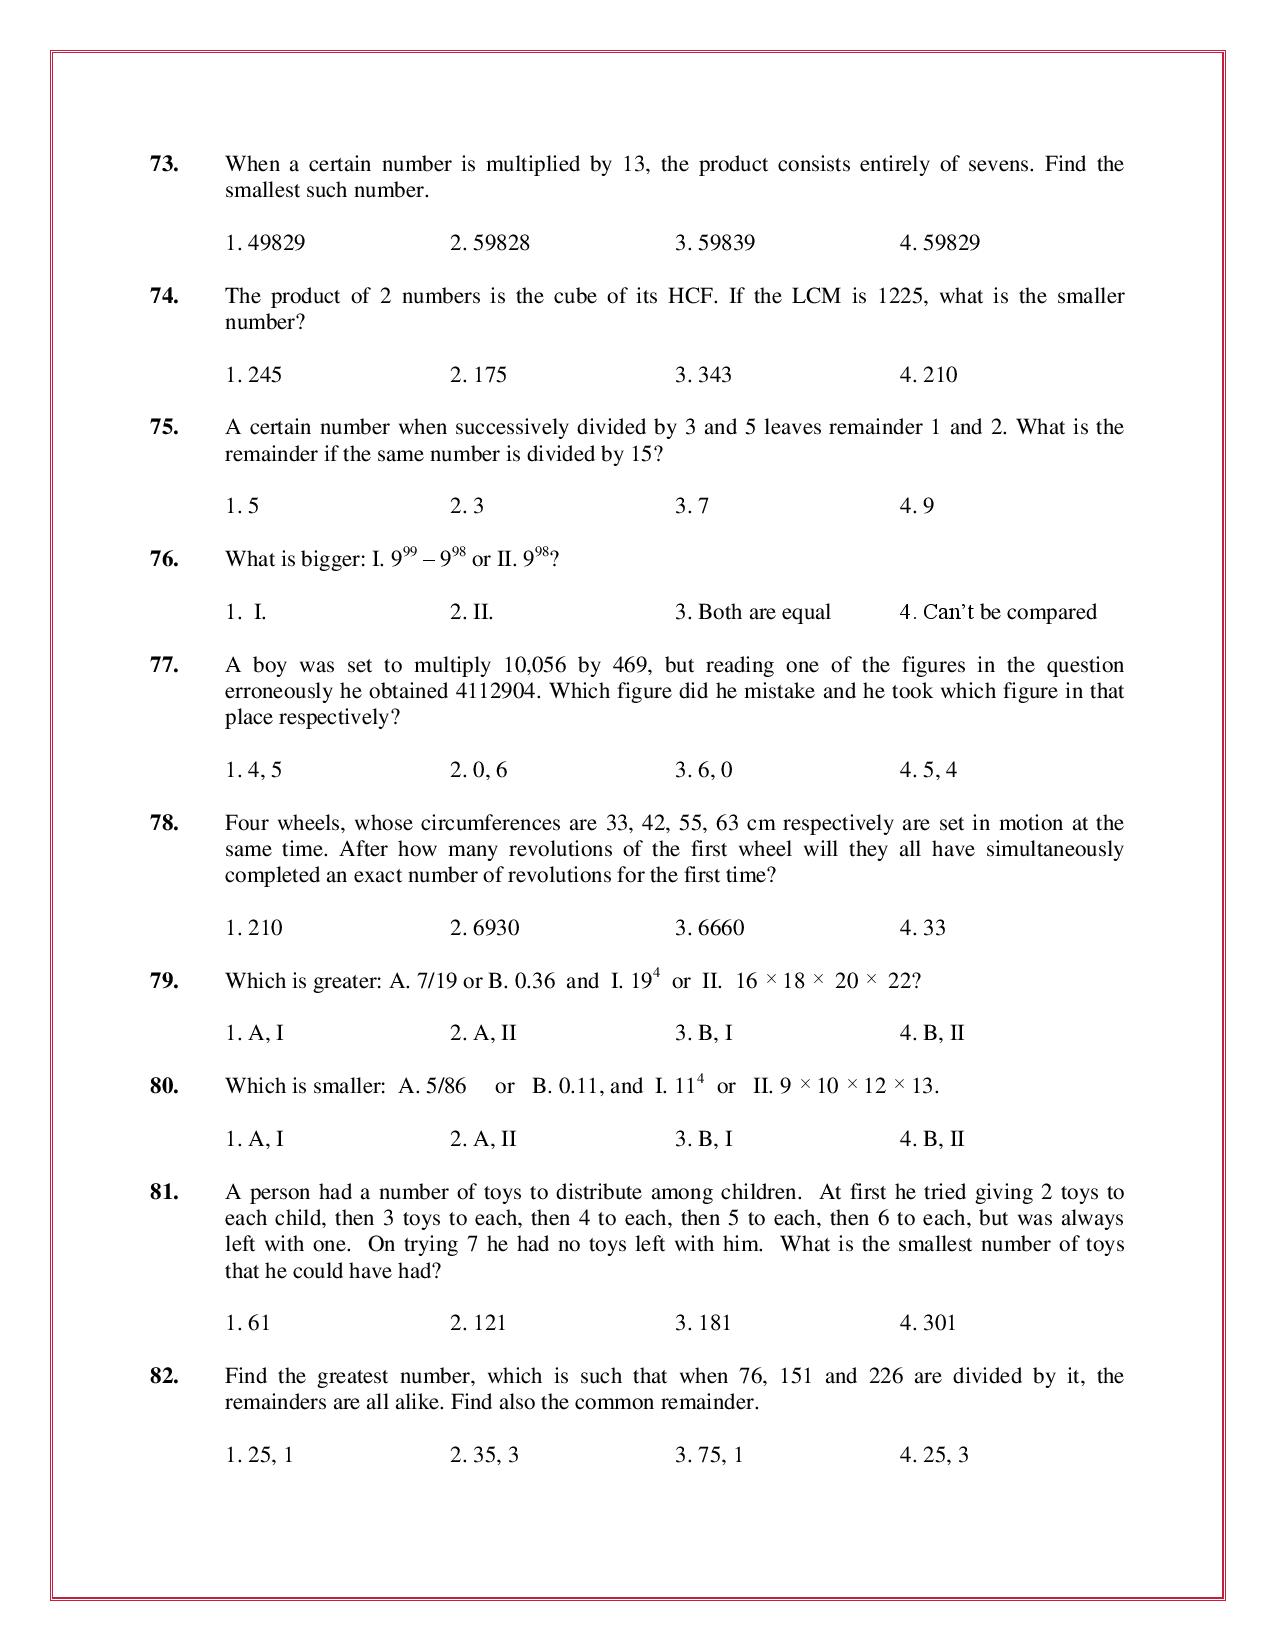 73. When a certain number is multiplied by 13, the product consists entirely of sevens. Find the
smallest such number.
1. 49829 2. 59828 3. 59839 4. 59829
74. The product of 2 numbers is the cube of its HCF. If the LCM is 1225, what is the smaller
number?
1. 245 2. 175 3. 343 4. 210
75. A certain number when successively divided by 3 and 5 leaves remainder 1 and 2. What is the
remainder if the same number is divided by 15?
1. 5 2. 3 3. 7 4. 9
76. What is bigger: I. 9⁹⁹ – 9⁹⁸ or II. 9⁹⁸?
1. I. 2. II. 3. Both are equal 4. Can't be compared
77. A boy was set to multiply 10,056 by 469, but reading one of the figures in the question
erroneously he obtained 4112904. Which figure did he mistake and he took which figure in that
place respectively?
1. 4, 5 2. 0, 6 3. 6, 0 4. 5, 4
78. Four wheels, whose circumferences are 33, 42, 55, 63 cm respectively are set in motion at the
same time. After how many revolutions of the first wheel will they all have simultaneously
completed an exact number of revolutions for the first time?
1. 210 2. 6930 3. 6660 4. 33
79. Which is greater: A. 7/19 or B. 0.36 and I. 19⁴ or II. 16 × 18 × 20 × 22?
1. A, I 2. A, II 3. B, I 4. B, II
80. Which is smaller: A. 5/86 or B. 0.11, and I. 11⁴ or II. 9 × 10 × 12 × 13.
1. A, I 2. A, II 3. B, I 4. B, II
81. A person had a number of toys to distribute among children. At first he tried giving 2 toys to
each child, then 3 toys to each, then 4 to each, then 5 to each, then 6 to each, but was always
left with one. On trying 7 he had no toys left with him. What is the smallest number of toys
that he could have had?
1. 61 2. 121 3. 181 4. 301
82. Find the greatest number, which is such that when 76, 151 and 226 are divided by it, the
remainders are all alike. Find also the common remainder.
1. 25, 1 2. 35, 3 3. 75, 1 4. 25, 3